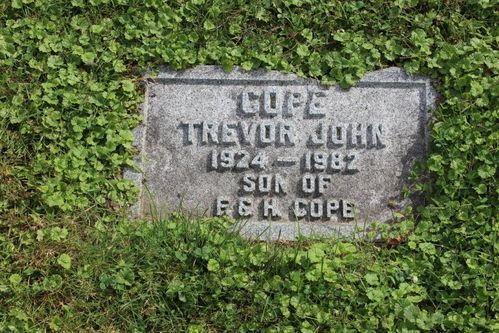 COPE
TREVOR JOHN
1924 — 1982
SON OF
F & H. COPE